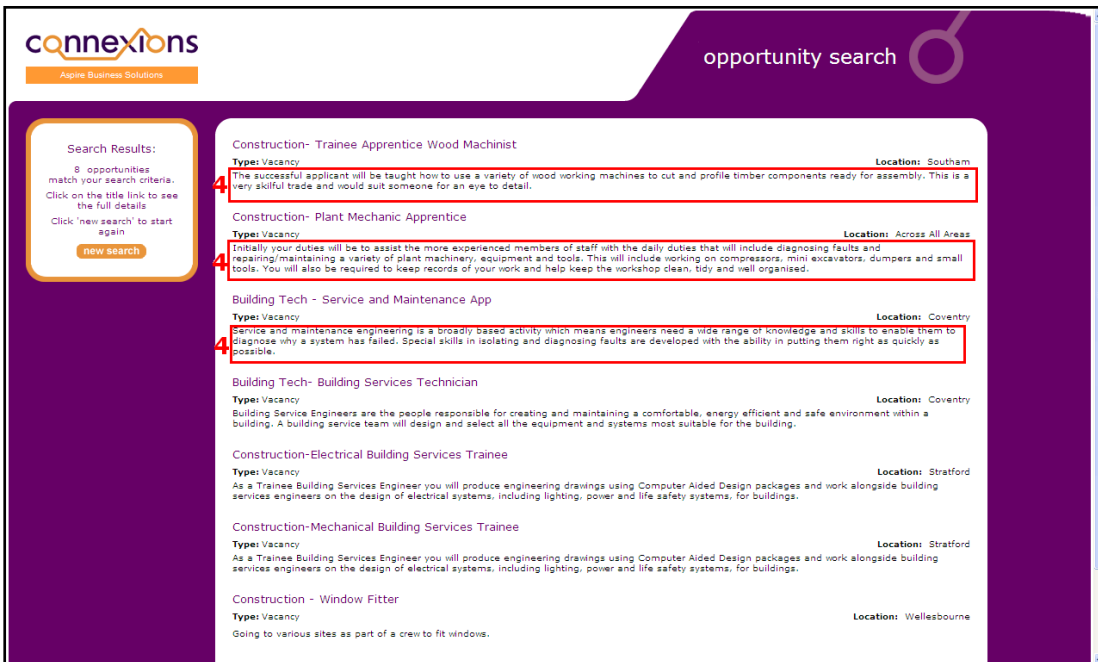 connexions
Aspire Business Solutions
opportunity search
Search Results:
8 opportunities
match your search criteria.
Click on the title link to see
the full details
Click 'new search' to start
again
new search
Construction- Trainee Apprentice Wood Machinist
Type: Vacancy Location: Southam
4
The successful applicant will be taught how to use a variety of wood working machines to cut and profile timber components ready for assembly. This is a
very skilful trade and would suit someone for an eye to detail.
Construction- Plant Mechanic Apprentice
Type: Vacancy Location: Across All Areas
4
Initially your duties will be to assist the more experienced members of staff with the daily duties that will include diagnosing faults and
repairing/maintaining a variety of plant machinery, equipment and tools. This will include working on compressors, mini excavators, dumpers and small
tools. You will also be required to keep records of your work and help keep the workshop clean, tidy and well organised.
Building Tech - Service and Maintenance App
Type: Vacancy Location: Coventry
4
Service and maintenance engineering is a broadly based activity which means engineers need a wide range of knowledge and skills to enable them to
diagnose why a system has failed. Special skills in isolating and diagnosing faults are developed with the ability in putting them right as quickly as
possible.
Building Tech- Building Services Technician
Type: Vacancy Location: Coventry
Building Service Engineers are the people responsible for creating and maintaining a comfortable, energy efficient and safe environment within a
building. A building service team will design and select all the equipment and systems most suitable for the building.
Construction-Electrical Building Services Trainee
Type: Vacancy Location: Stratford
As a Trainee Building Services Engineer you will produce engineering drawings using Computer Aided Design packages and work alongside building
services engineers on the design of electrical systems, including lighting, power and life safety systems, for buildings.
Construction-Mechanical Building Services Trainee
Type: Vacancy Location: Stratford
As a Trainee Building Services Engineer you will produce engineering drawings using Computer Aided Design packages and work alongside building
services engineers on the design of electrical systems, including lighting, power and life safety systems, for buildings.
Construction - Window Fitter
Type: Vacancy Location: Wellesbourne
Going to various sites as part of a crew to fit windows.